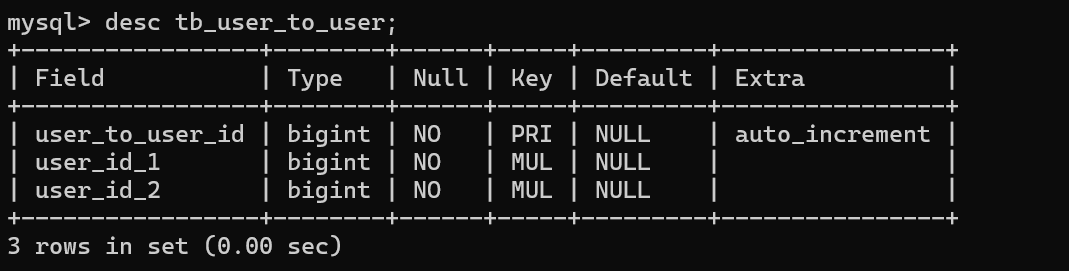 mysql> desc tb_user_to_user;
+-----------------+--------+------+-----+---------+----------------+
| Field           | Type   | Null | Key | Default | Extra          |
+-----------------+--------+------+-----+---------+----------------+
| user_to_user_id | bigint | NO   | PRI | NULL    | auto_increment |
| user_id_1       | bigint | NO   | MUL | NULL    |                |
| user_id_2       | bigint | NO   | MUL | NULL    |                |
+-----------------+--------+------+-----+---------+----------------+
3 rows in set (0.00 sec)